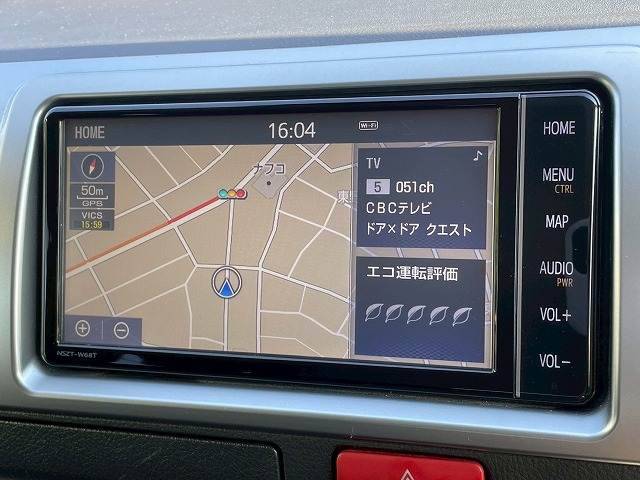 HOME
16:04
Wi-Fi
50m
GPS
VICS
15:59
ナフコ
TV
5 051ch
CBCテレビ
ドア×ドア クエスト
エコ運転評価
NSZT-W68T
HOME
MENU
CTRL
MAP
AUDIO
PWR
VOL+
VOL-